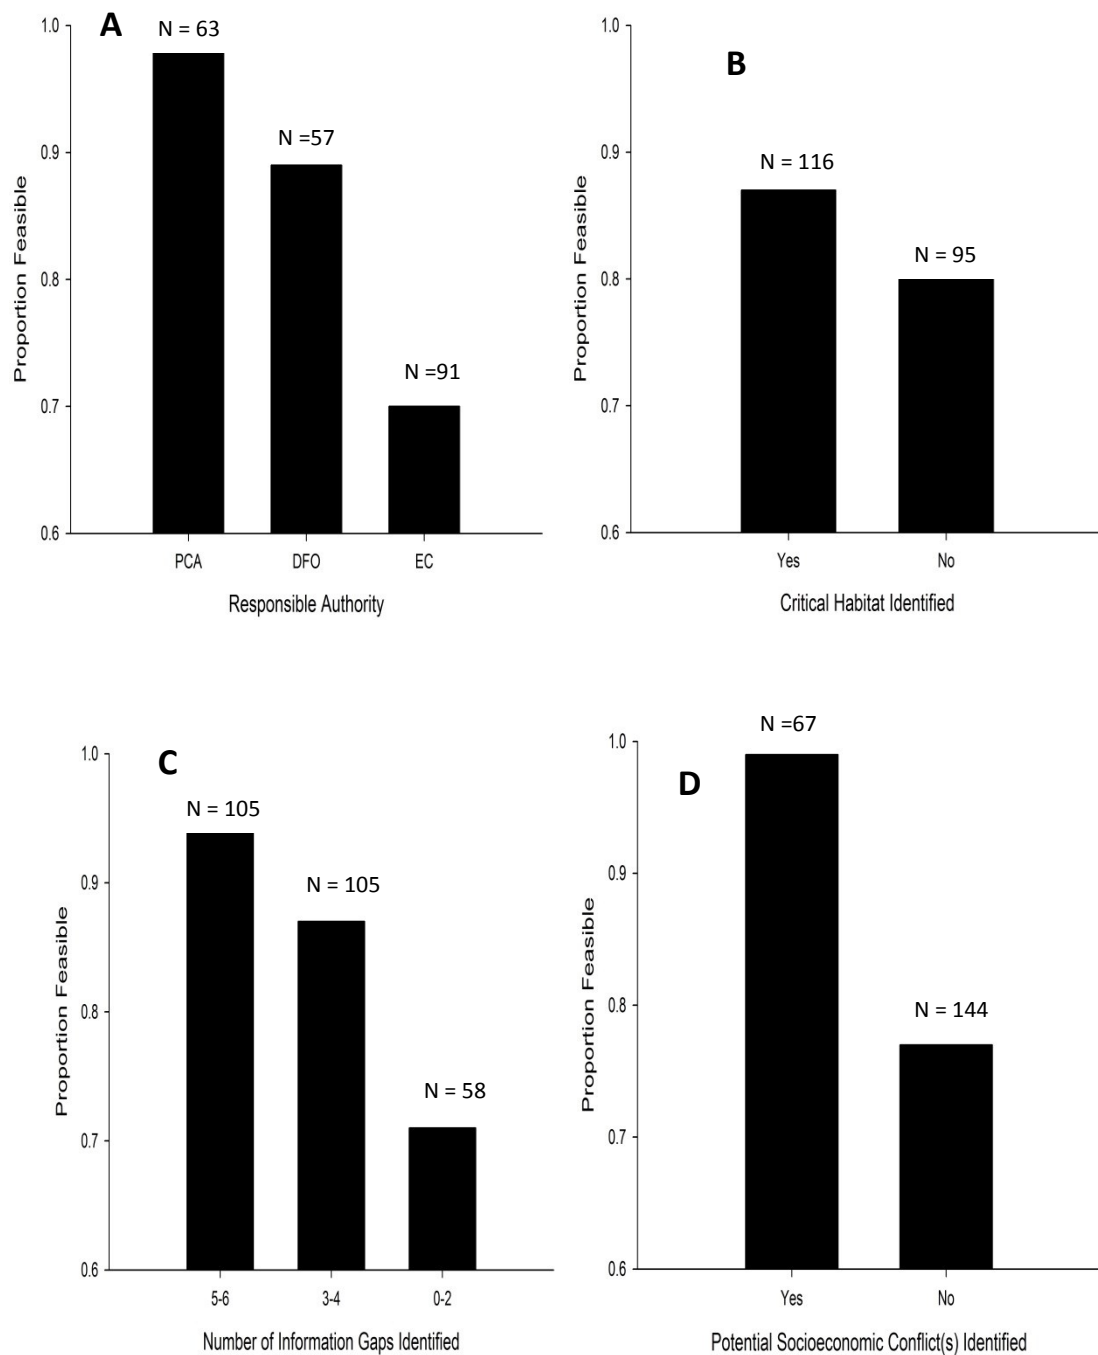 A
N = 63
N =57
N =91
1.0
0.9
0.8
0.7
0.6
Proportion Feasible
PCA
DFO
EC
Responsible Authority
B
N = 116
N = 95
1.0
0.9
0.8
0.7
0.6
Proportion Feasible
Yes
No
Critical Habitat Identified
C
N = 105
N = 105
N = 58
1.0
0.9
0.8
0.7
0.6
Proportion Feasible
5-6
3-4
0-2
Number of Information Gaps Identified
D
N =67
N = 144
1.0
0.9
0.8
0.7
0.6
Proportion Feasible
Yes
No
Potential Socioeconomic Conflict(s) Identified